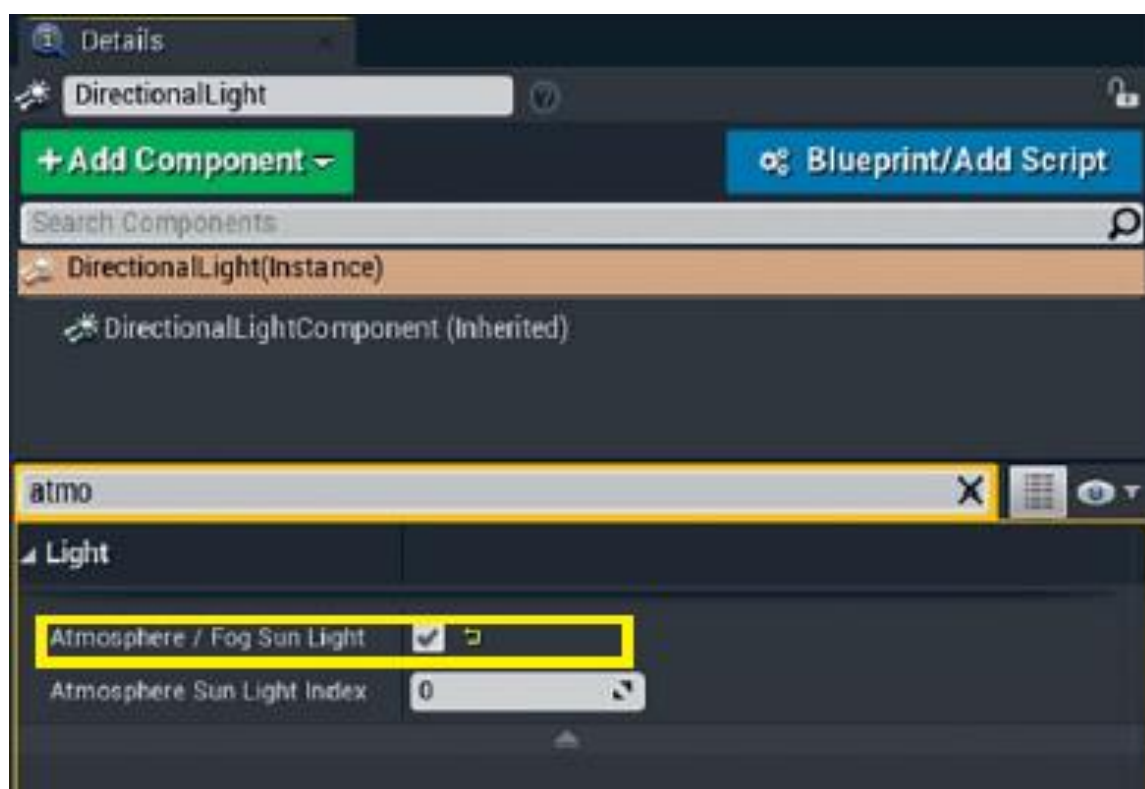 Details
DirectionalLight
+ Add Component
Blueprint/Add Script
Search Components
DirectionalLight(Instance)
DirectionalLightComponent (Inherited)
atmo
Light
Atmosphere / Fog Sun Light
Atmosphere Sun Light Index 0